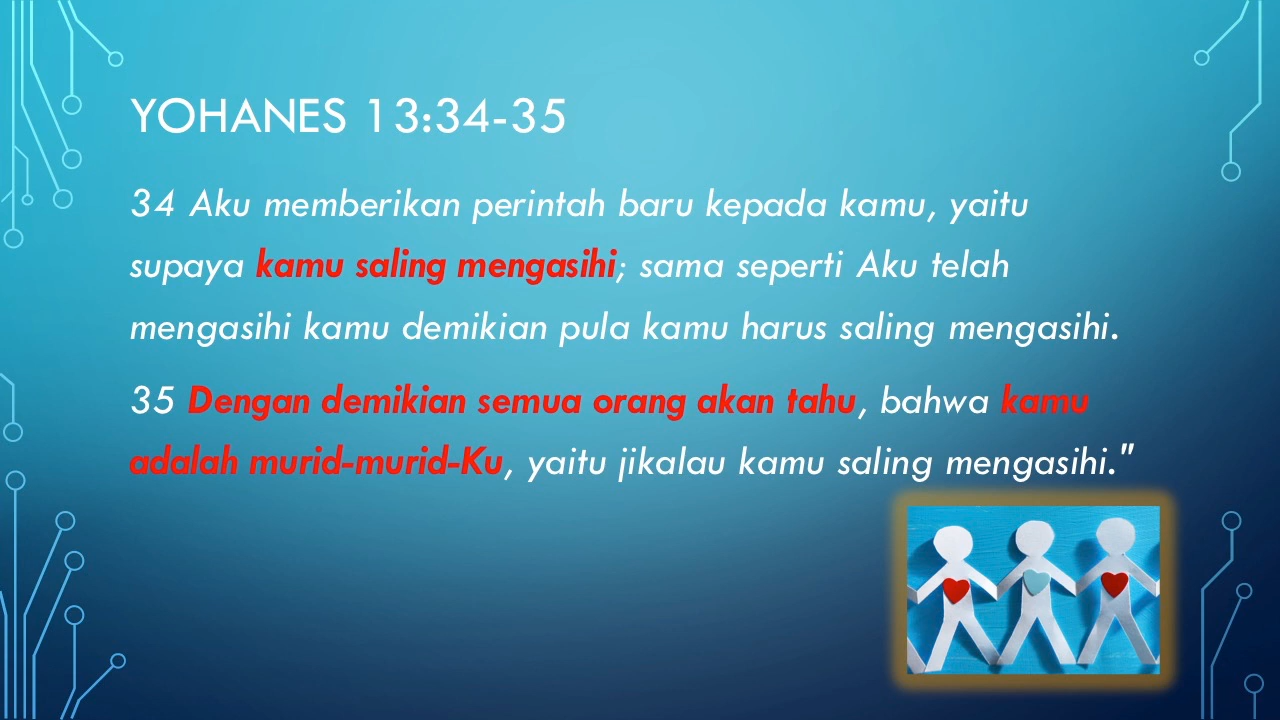 YOHANES 13:34-35
34 Aku memberikan perintah baru kepada kamu, yaitu
supaya kamu saling mengasihi; sama seperti Aku telah
mengasihi kamu demikian pula kamu harus saling mengasihi.
35 Dengan demikian semua orang akan tahu, bahwa kamu
adalah murid-murid-Ku, yaitu jikalau kamu saling mengasihi."